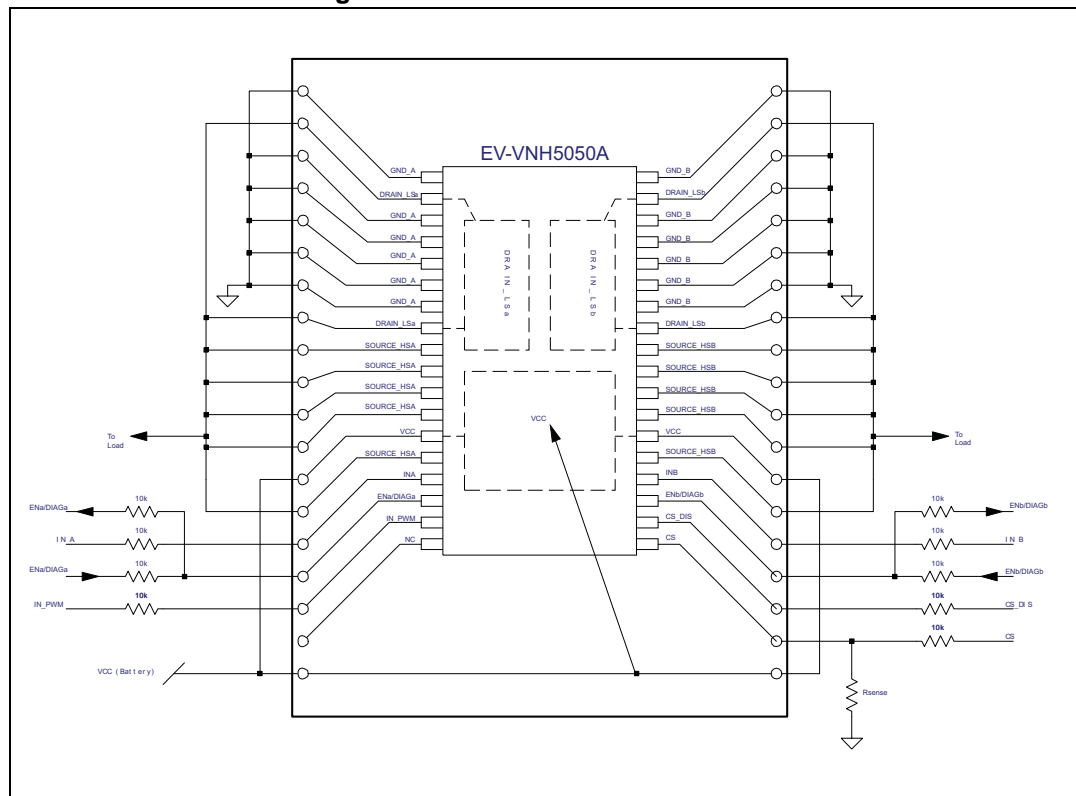 EV-VNH5050A
GND_A
DRAIN_LSa
GND_A
GND_A
GND_A
GND_A
GND_A
DRAIN_LSa
SOURCE_HSA
SOURCE_HSA
SOURCE_HSA
SOURCE_HSA
VCC
SOURCE_HSA
INA
ENa/DIAGa
IN_PWM
NC
DRAIN_LSa
DRAIN_LSb
VCC
GND_B
DRAIN_LSb
GND_B
GND_B
GND_B
GND_B
GND_B
DRAIN_LSb
SOURCE_HSB
SOURCE_HSB
SOURCE_HSB
SOURCE_HSB
VCC
SOURCE_HSB
INB
ENb/DIAGb
CS_DIS
CS
To
Load
ENa/DIAGa
10k
IN_A
10k
ENa/DIAGa
10k
IN_PWM
10k
VCC (Battery)
To
Load
10k
ENb/DIAGb
10k
IN_B
10k
ENb/DIAGb
10k
CS_DIS
10k
CS
Rsense